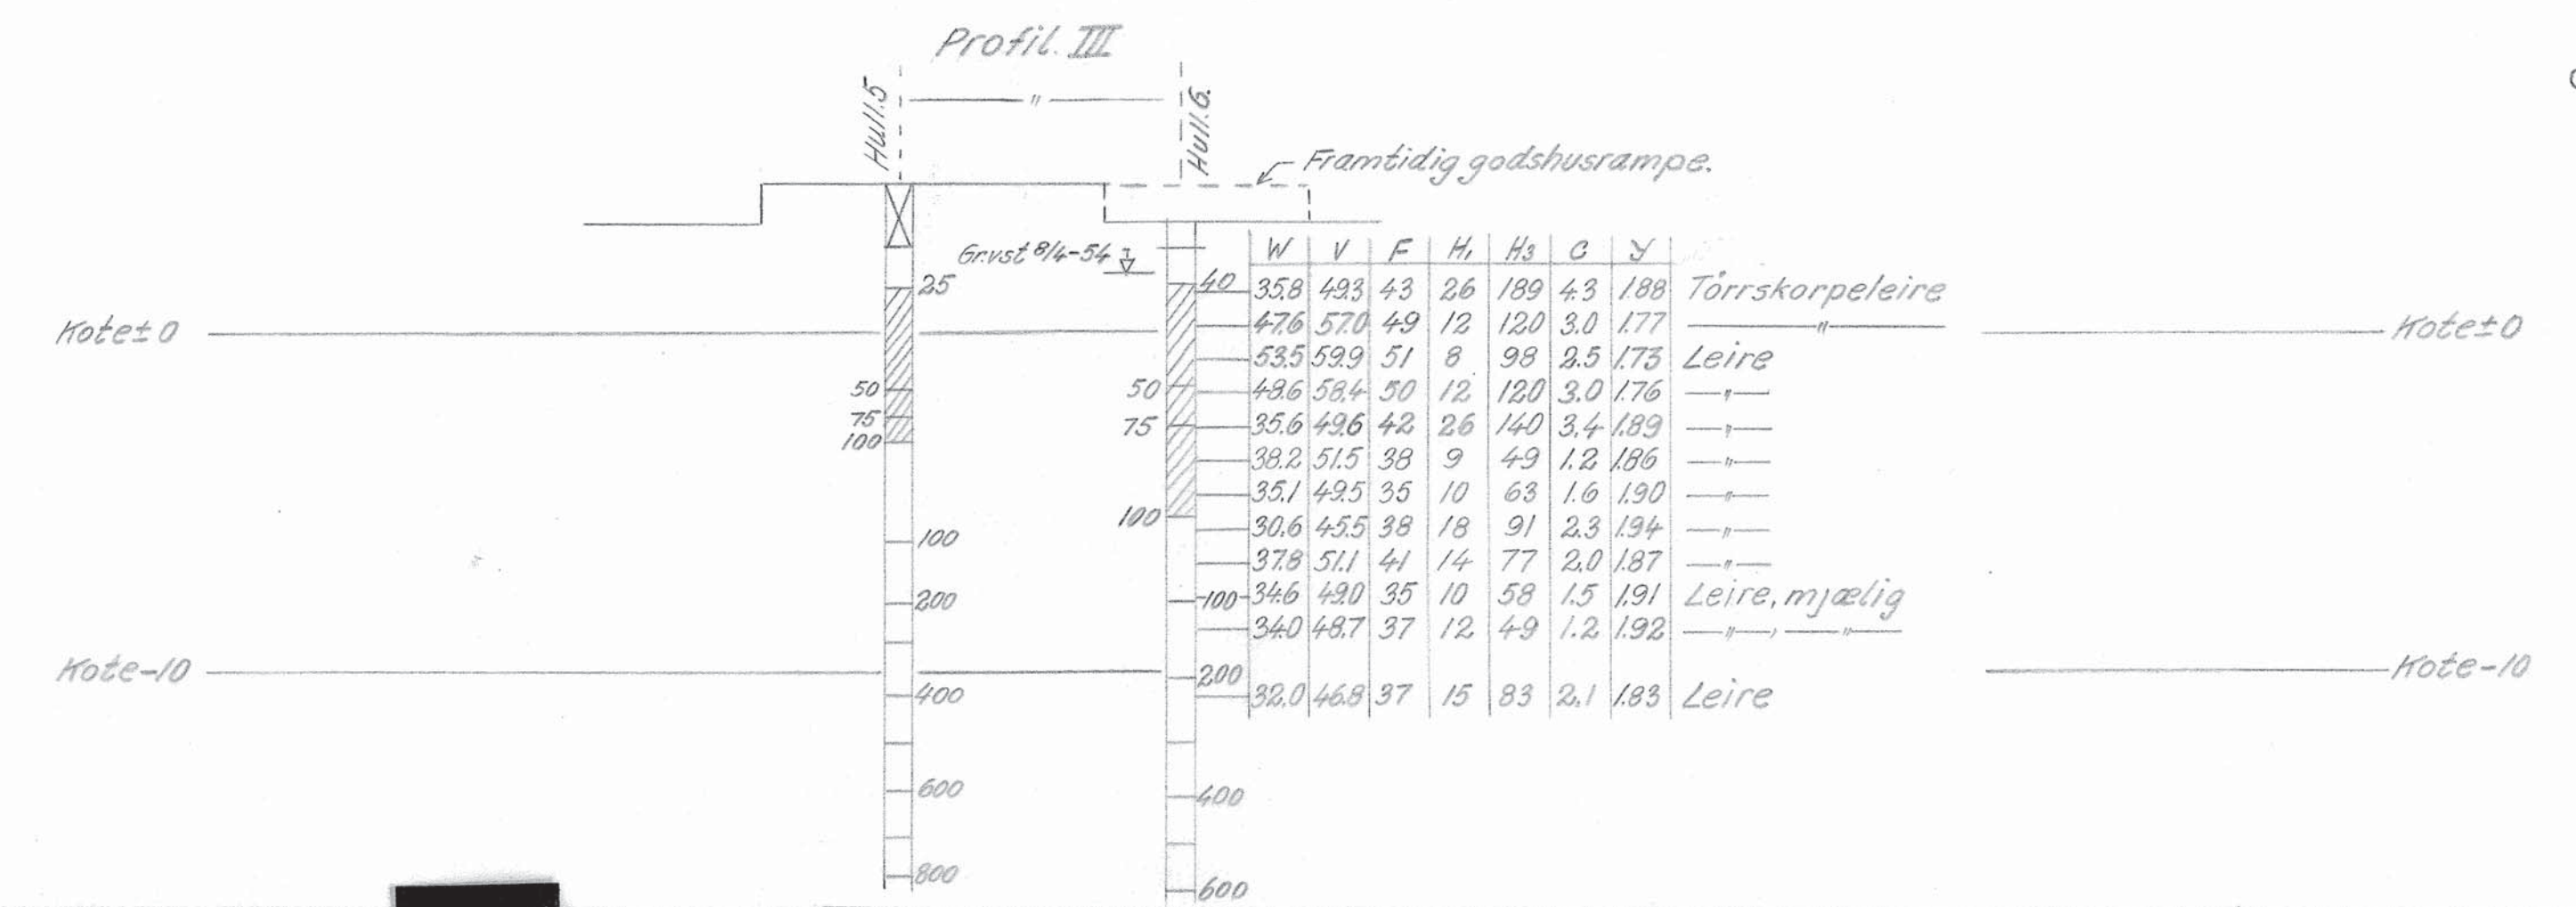 Profil. III
Hull.5
"
Hull.6.
Framtidig godshusrampe.
Gr.vst 8/4-54
W V F H1 H3 C γ
25
40 35.8 49.3 43 26 189 4.3 1.88 Törrskorpeleire
Kote±0 47.6 57.0 49 12 120 3.0 1.77 —"— Kote±0
53.5 59.9 51 8 98 2.5 1.73 Leire
50 50 48.6 58.4 50 12 120 3.0 1.76 —"—
75 75 35.6 49.6 42 26 140 3.4 1.89 —"—
100 38.2 51.5 38 9 49 1.2 1.86 —"—
35.1 49.5 35 10 63 1.6 1.90 —"—
100 30.6 45.5 38 18 91 2.3 1.94 —"—
100 37.8 51.1 41 14 77 2.0 1.87 —"—
200 100 34.6 49.0 35 10 58 1.5 1.91 Leire, mjælig
34.0 48.7 37 12 49 1.2 1.92 —"—, —"—
Kote-10 200 Kote-10
400 32.0 46.8 37 15 83 2.1 1.83 Leire
600 400
800 600